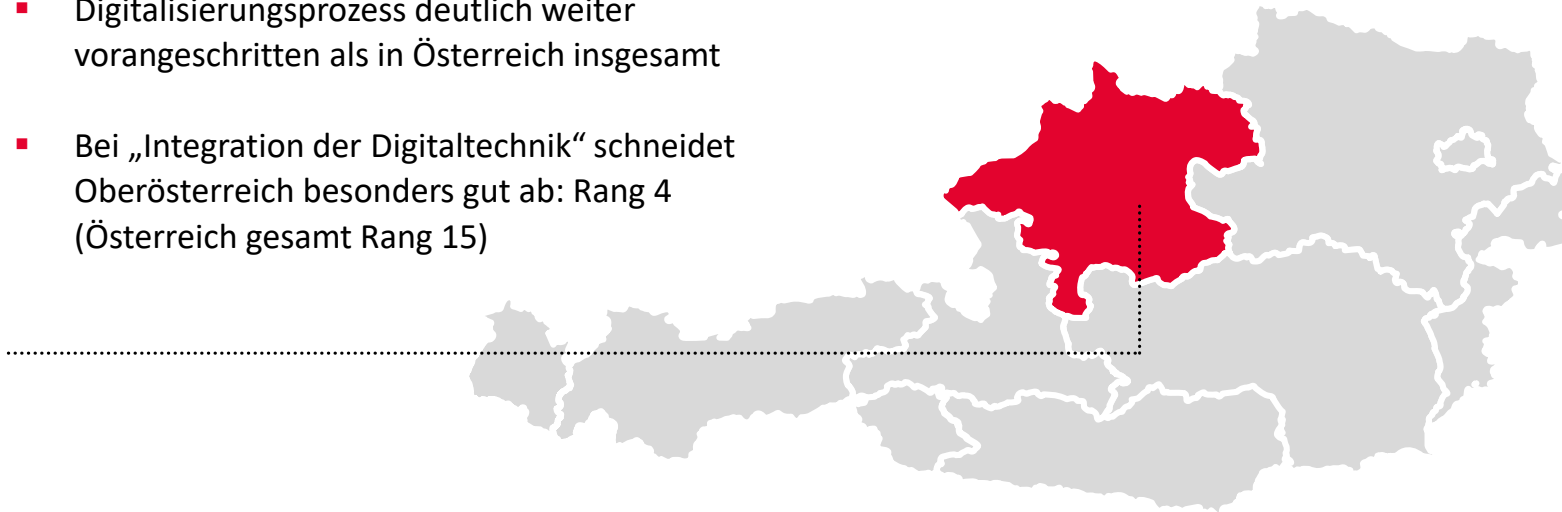 Digitalisierungsprozess deutlich weiter
vorangeschritten als in Österreich insgesamt
Bei „Integration der Digitaltechnik“ schneidet
Oberösterreich besonders gut ab: Rang 4
(Österreich gesamt Rang 15)